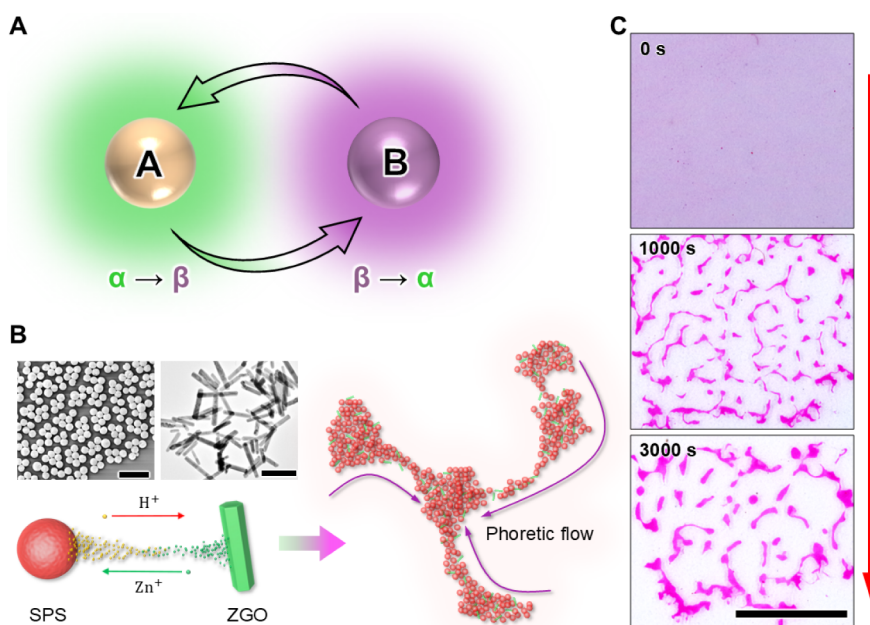 A
A
B
α → β
β → α
B
H⁺
Zn⁺
SPS
ZGO
Phoretic flow
C
0 s
1000 s
3000 s